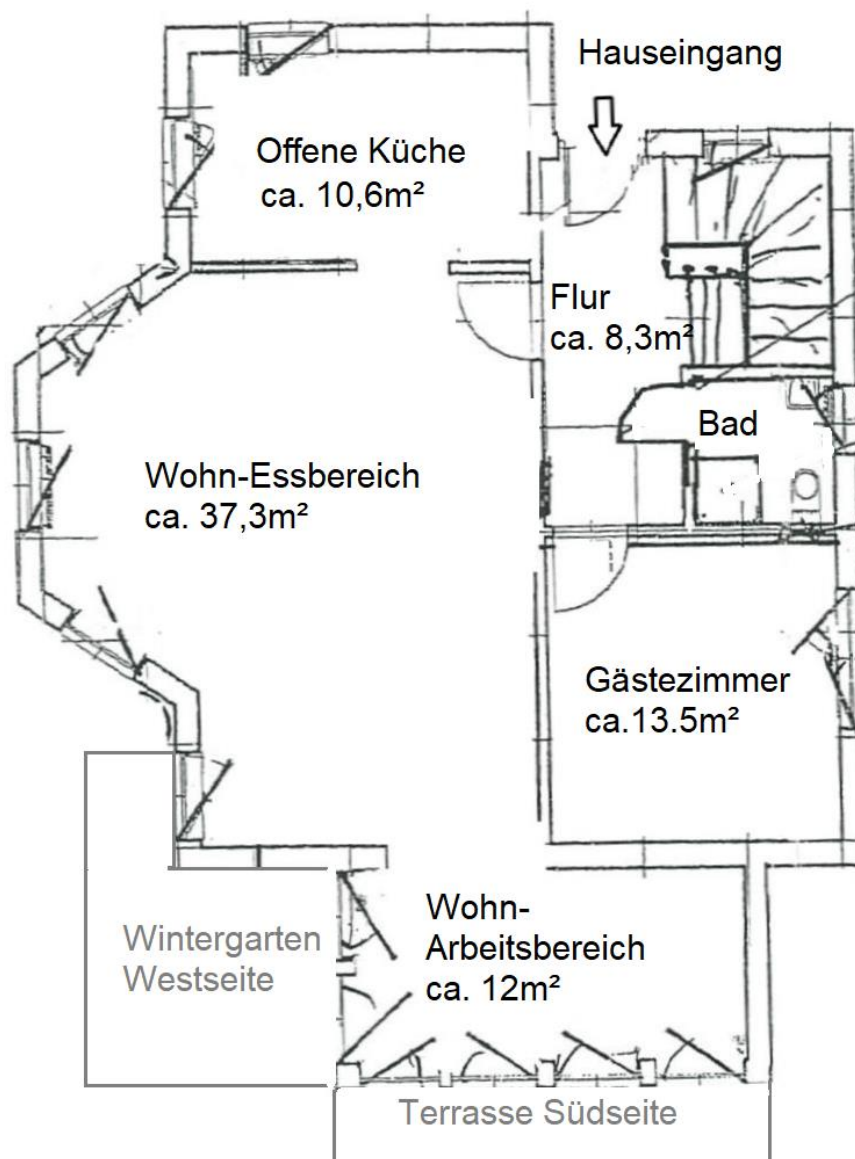 Hauseingang
Offene Küche
ca. 10,6m²
Flur
ca. 8,3m²
Bad
Wohn-Essbereich
ca. 37,3m²
Gästezimmer
ca.13.5m²
Wohn-
Arbeitsbereich
ca. 12m²
Wintergarten
Westseite
Terrasse Südseite